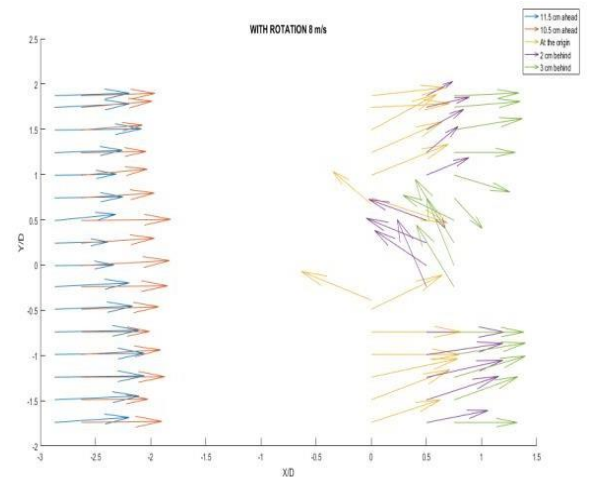 WITH ROTATION 8 m/s
11.5 cm ahead
10.5 cm ahead
At the origin
2 cm behind
3 cm behind
2.5
2
1.5
1
0.5
0
-0.5
-1
-1.5
-2
Y/D
-3
-2.5
-2
-1.5
-1
-0.5
0
0.5
1
1.5
X/D